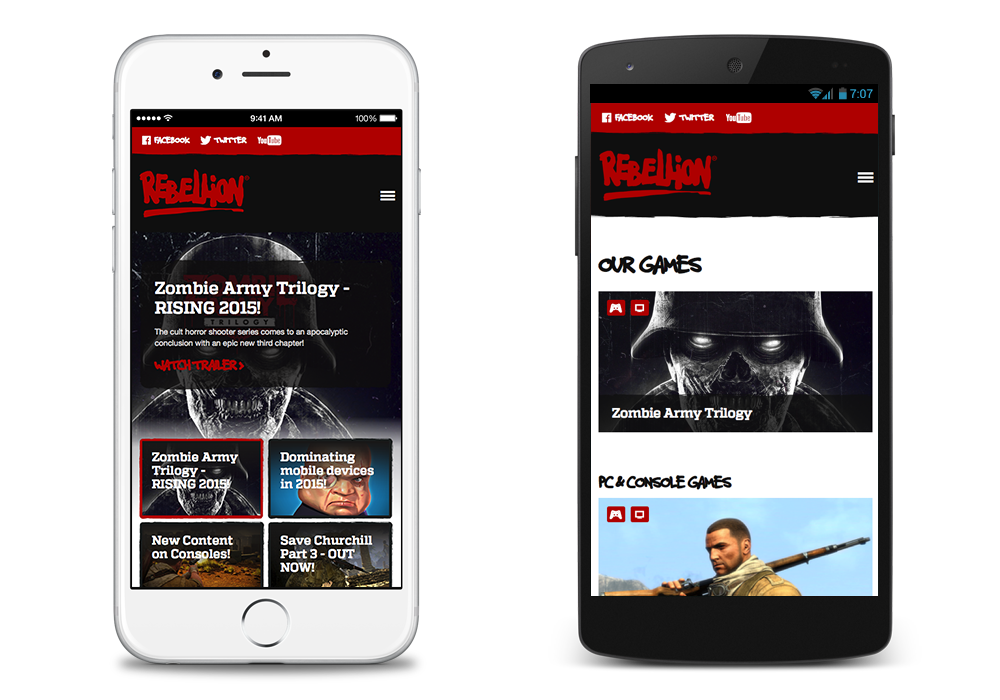 9:41 AM
100%
FACEBOOK
TWITTER
YouTube
REBELLION®
ZOMBIE
TRILOGY
Zombie Army Trilogy -
RISING 2015!
The cult horror shooter series comes to an apocalyptic
conclusion with an epic new third chapter!
WATCH TRAILER >
Zombie Army
Trilogy -
RISING 2015!
Dominating
mobile devices
in 2015!
New Content
on Consoles!
Save Churchill
Part 3 - OUT
NOW!
7:07
FACEBOOK
TWITTER
YouTube
REBELLION®
OUR GAMES
Zombie Army Trilogy
PC & CONSOLE GAMES